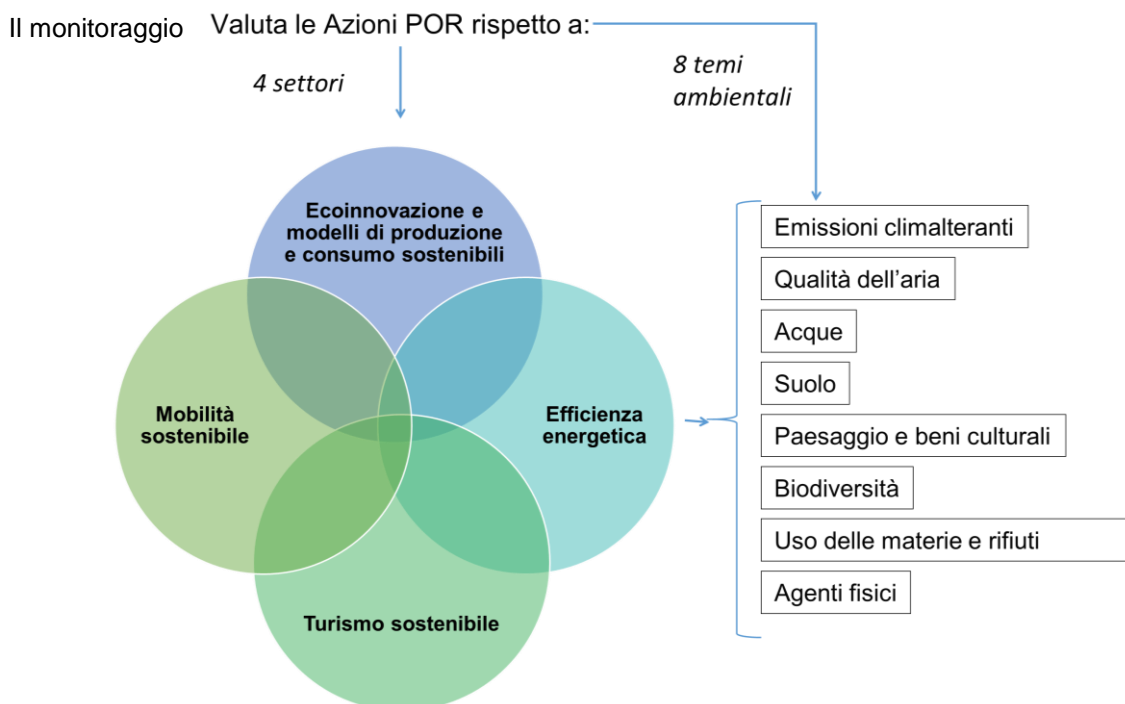 Il monitoraggio Valuta le Azioni POR rispetto a:
4 settori
8 temi
ambientali
Ecoinnovazione e
modelli di produzione
e consumo sostenibili
Mobilità
sostenibile
Efficienza
energetica
Turismo sostenibile
Emissioni climalteranti
Qualità dell’aria
Acque
Suolo
Paesaggio e beni culturali
Biodiversità
Uso delle materie e rifiuti
Agenti fisici